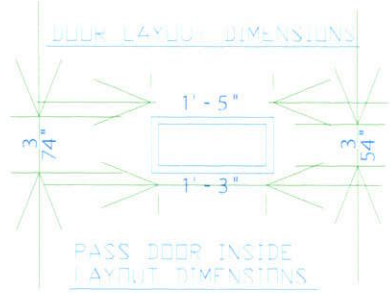 DOOR LAYOUT DIMENSIONS
1'-5"
3
74"
3
54"
1'-3"
PASS DOOR INSIDE
LAYOUT DIMENSIONS